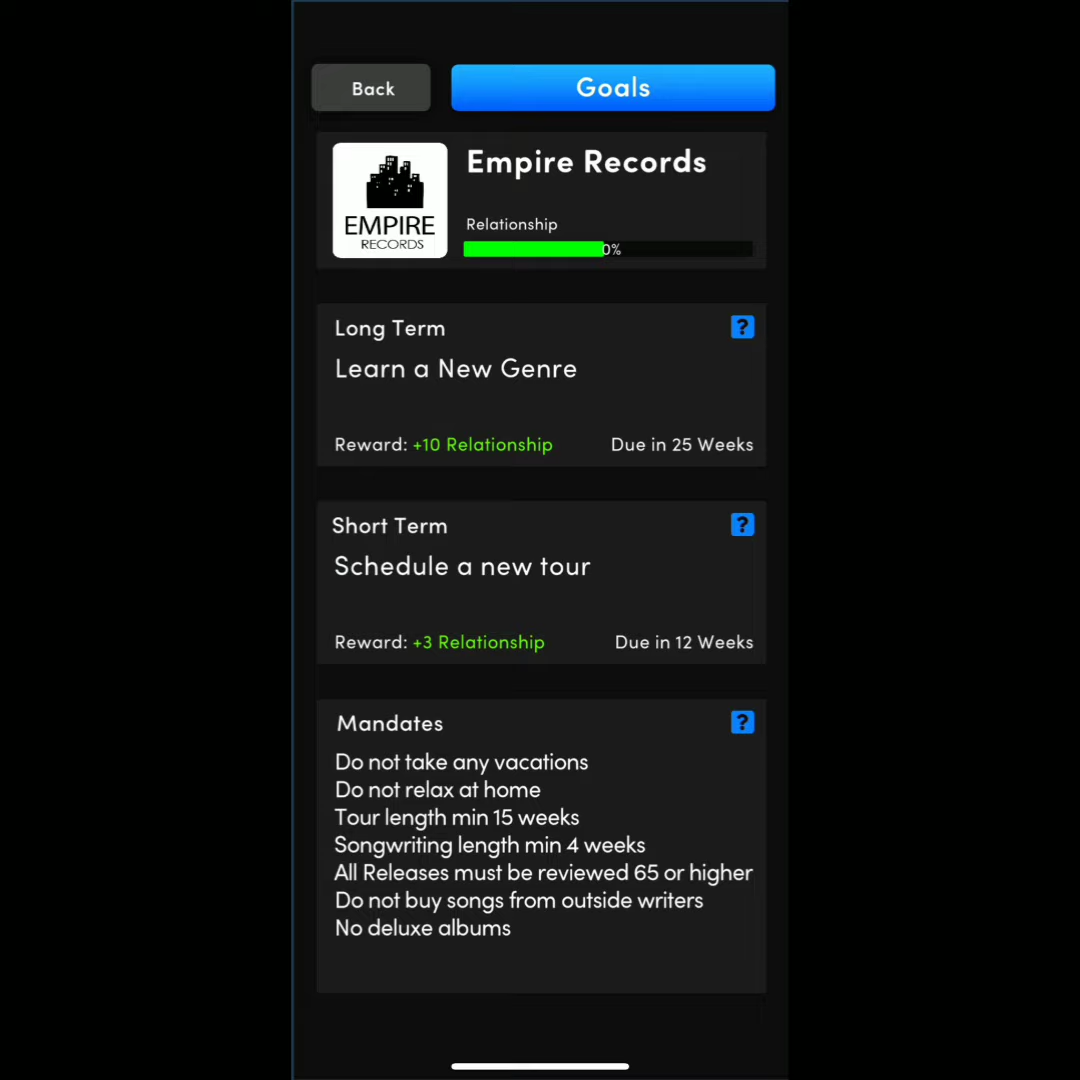 Back
Goals
EMPIRE
RECORDS
Empire Records
Relationship
0%
Long Term
?
Learn a New Genre
Reward: +10 Relationship
Due in 25 Weeks
Short Term
?
Schedule a new tour
Reward: +3 Relationship
Due in 12 Weeks
Mandates
?
Do not take any vacations
Do not relax at home
Tour length min 15 weeks
Songwriting length min 4 weeks
All Releases must be reviewed 65 or higher
Do not buy songs from outside writers
No deluxe albums